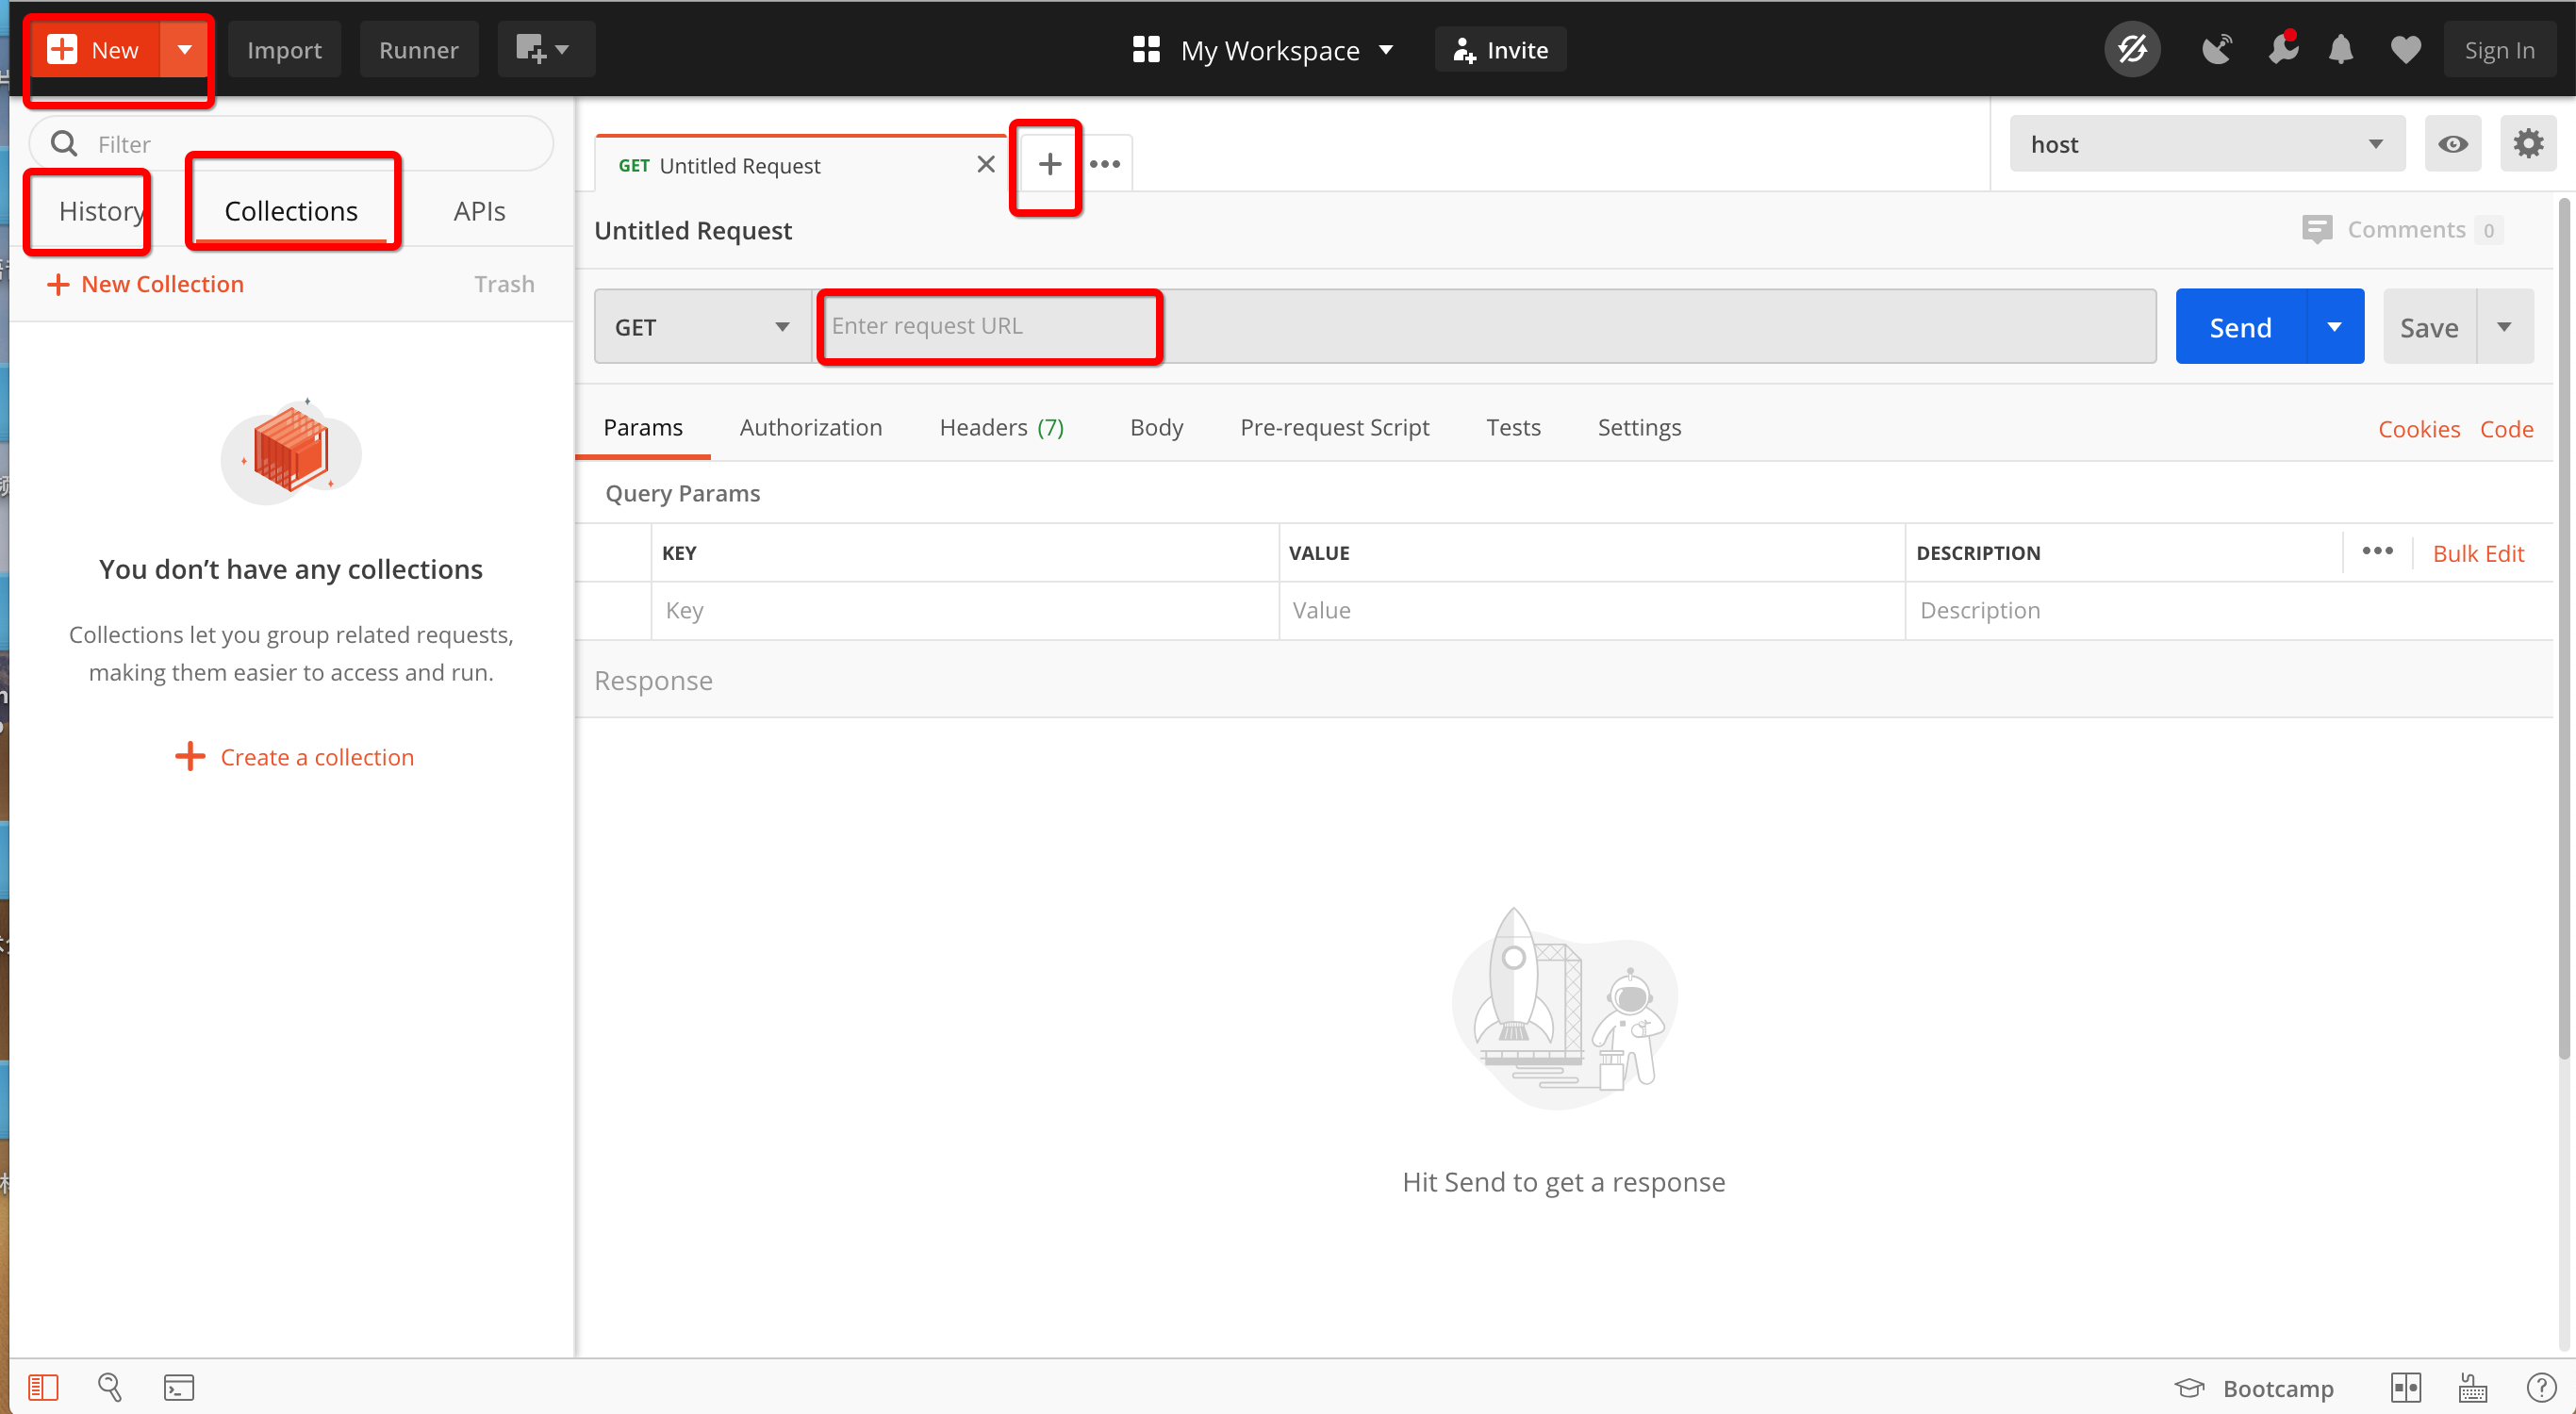 New
Import
Runner
My Workspace
Invite
Sign In
Filter
History
Collections
APIs
New Collection
Trash
You don’t have any collections
Collections let you group related requests,
making them easier to access and run.
Create a collection
GET Untitled Request
host
Untitled Request
Comments 0
GET
Enter request URL
Send
Save
Params
Authorization
Headers (7)
Body
Pre-request Script
Tests
Settings
Cookies
Code
Query Params
KEY
VALUE
DESCRIPTION
Bulk Edit
Key
Value
Description
Response
Hit Send to get a response
Bootcamp